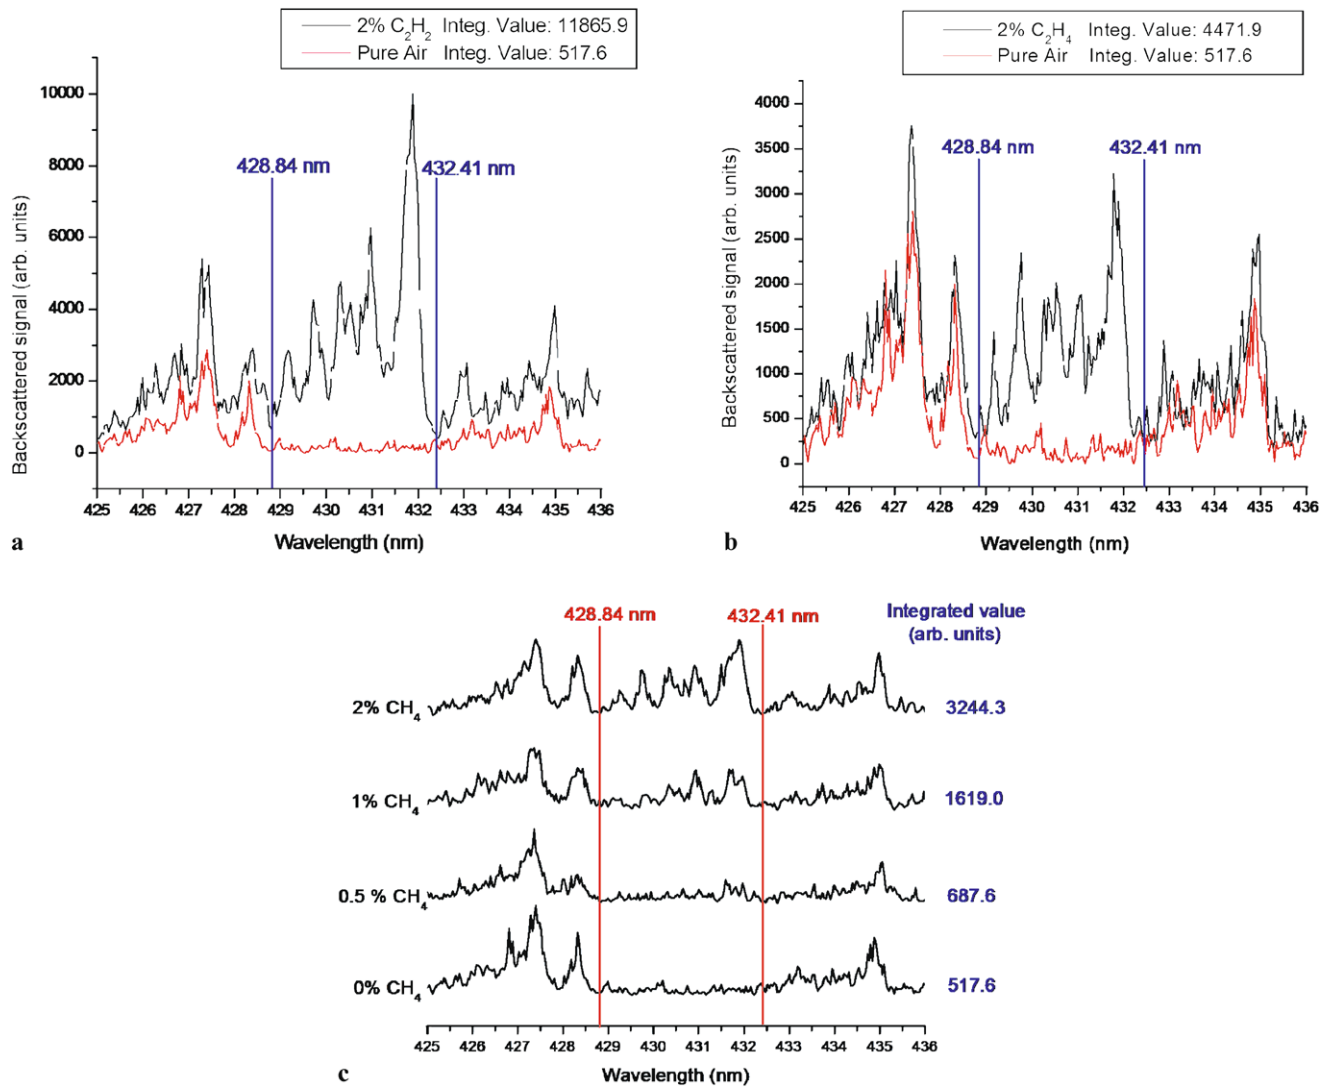 2% C2H2 Integ. Value: 11865.9
Pure Air Integ. Value: 517.6
10000
8000
6000
4000
2000
0
Backscattered signal (arb. units)
428.84 nm
432.41 nm
425 426 427 428 429 430 431 432 433 434 435 436
Wavelength (nm)
a
2% C2H4 Integ. Value: 4471.9
Pure Air Integ. Value: 517.6
4000
3500
3000
2500
2000
1500
1000
500
0
Backscattered signal (arb. units)
428.84 nm
432.41 nm
425 426 427 428 429 430 431 432 433 434 435 436
Wavelength (nm)
b
428.84 nm
432.41 nm
Integrated value
(arb. units)
2% CH4
3244.3
1% CH4
1619.0
0.5 % CH4
687.6
0% CH4
517.6
425 426 427 428 429 430 431 432 433 434 435 436
Wavelength (nm)
c